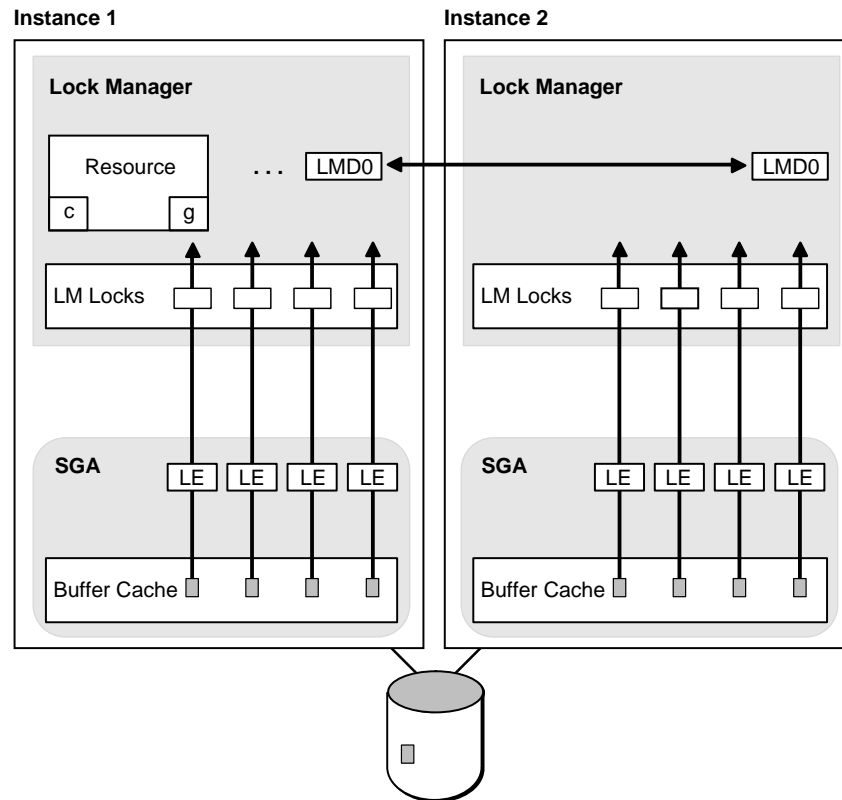 Instance 1
Instance 2
Lock Manager
Lock Manager
Resource
c
g
. . .
LMD0
LMD0
LM Locks
LM Locks
SGA
LE LE LE LE
SGA
LE LE LE LE
Buffer Cache
Buffer Cache